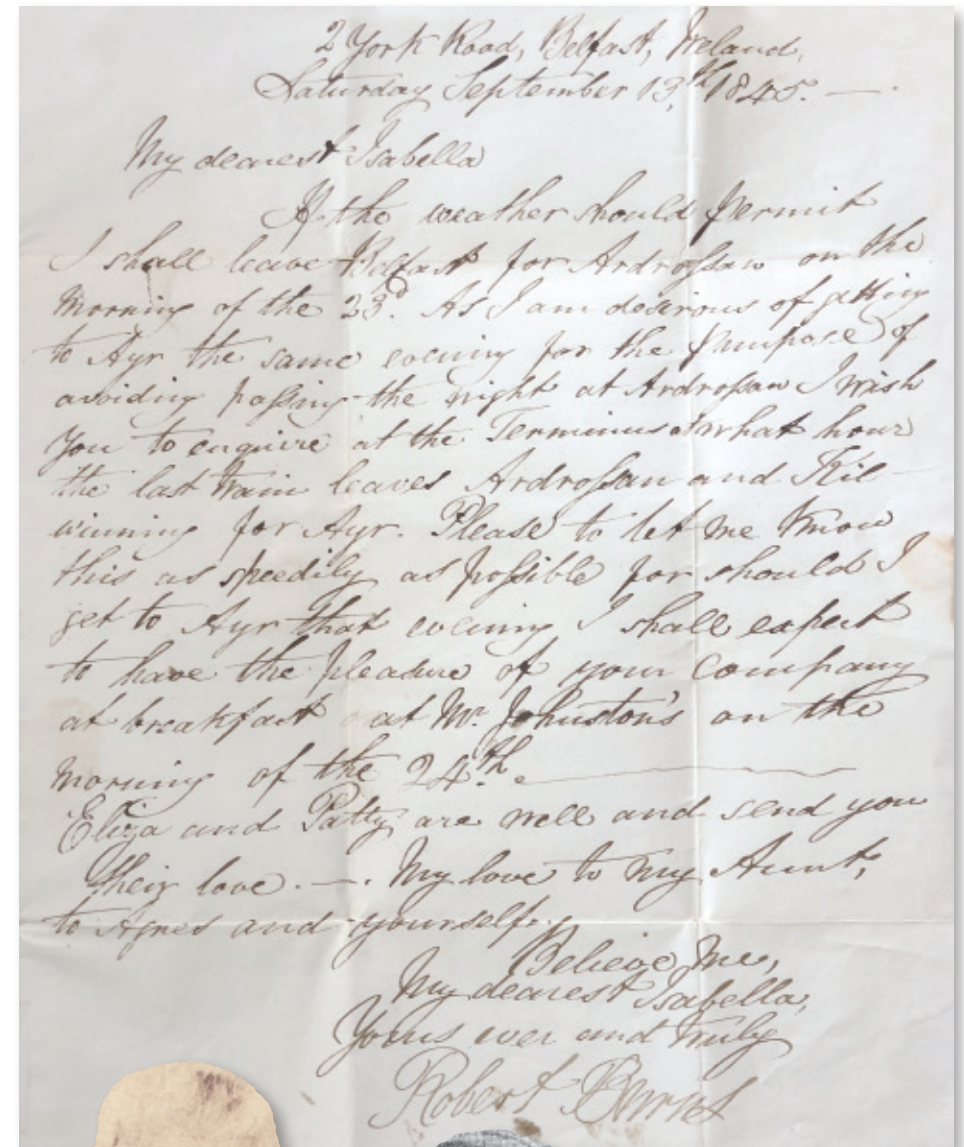 2 York Road, Belfast, Ireland,
Saturday September 13,th 1845. —.
My dearest Isabella
If the weather should permit
I shall leave Belfast for Ardrossan on the
Morning of the 23d. As I am desirous of getting
to Ayr the same evening for the purpose of
avoiding passing the night at Ardrossan I wish
You to enquire at the Terminus at what hour
the last train leaves Ardrossan and Kil-
winning for Ayr. Please to let me know
this as speedily as possible for should I
get to Ayr that evening I shall expect
to have the pleasure of your Company
at breakfast at Mr. Johnston's on the
morning of the 24th.
Eliza and Patty, are well and send you
their love. —. My love to my Aunt,
to Agnes and yourself.
Believe Me,
My dearest Isabella,
Yours ever and truly
Robert Burns